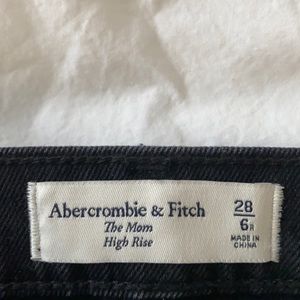 Abercrombie & Fitch
The Mom
High Rise
28
6R
MADE IN
CHINA